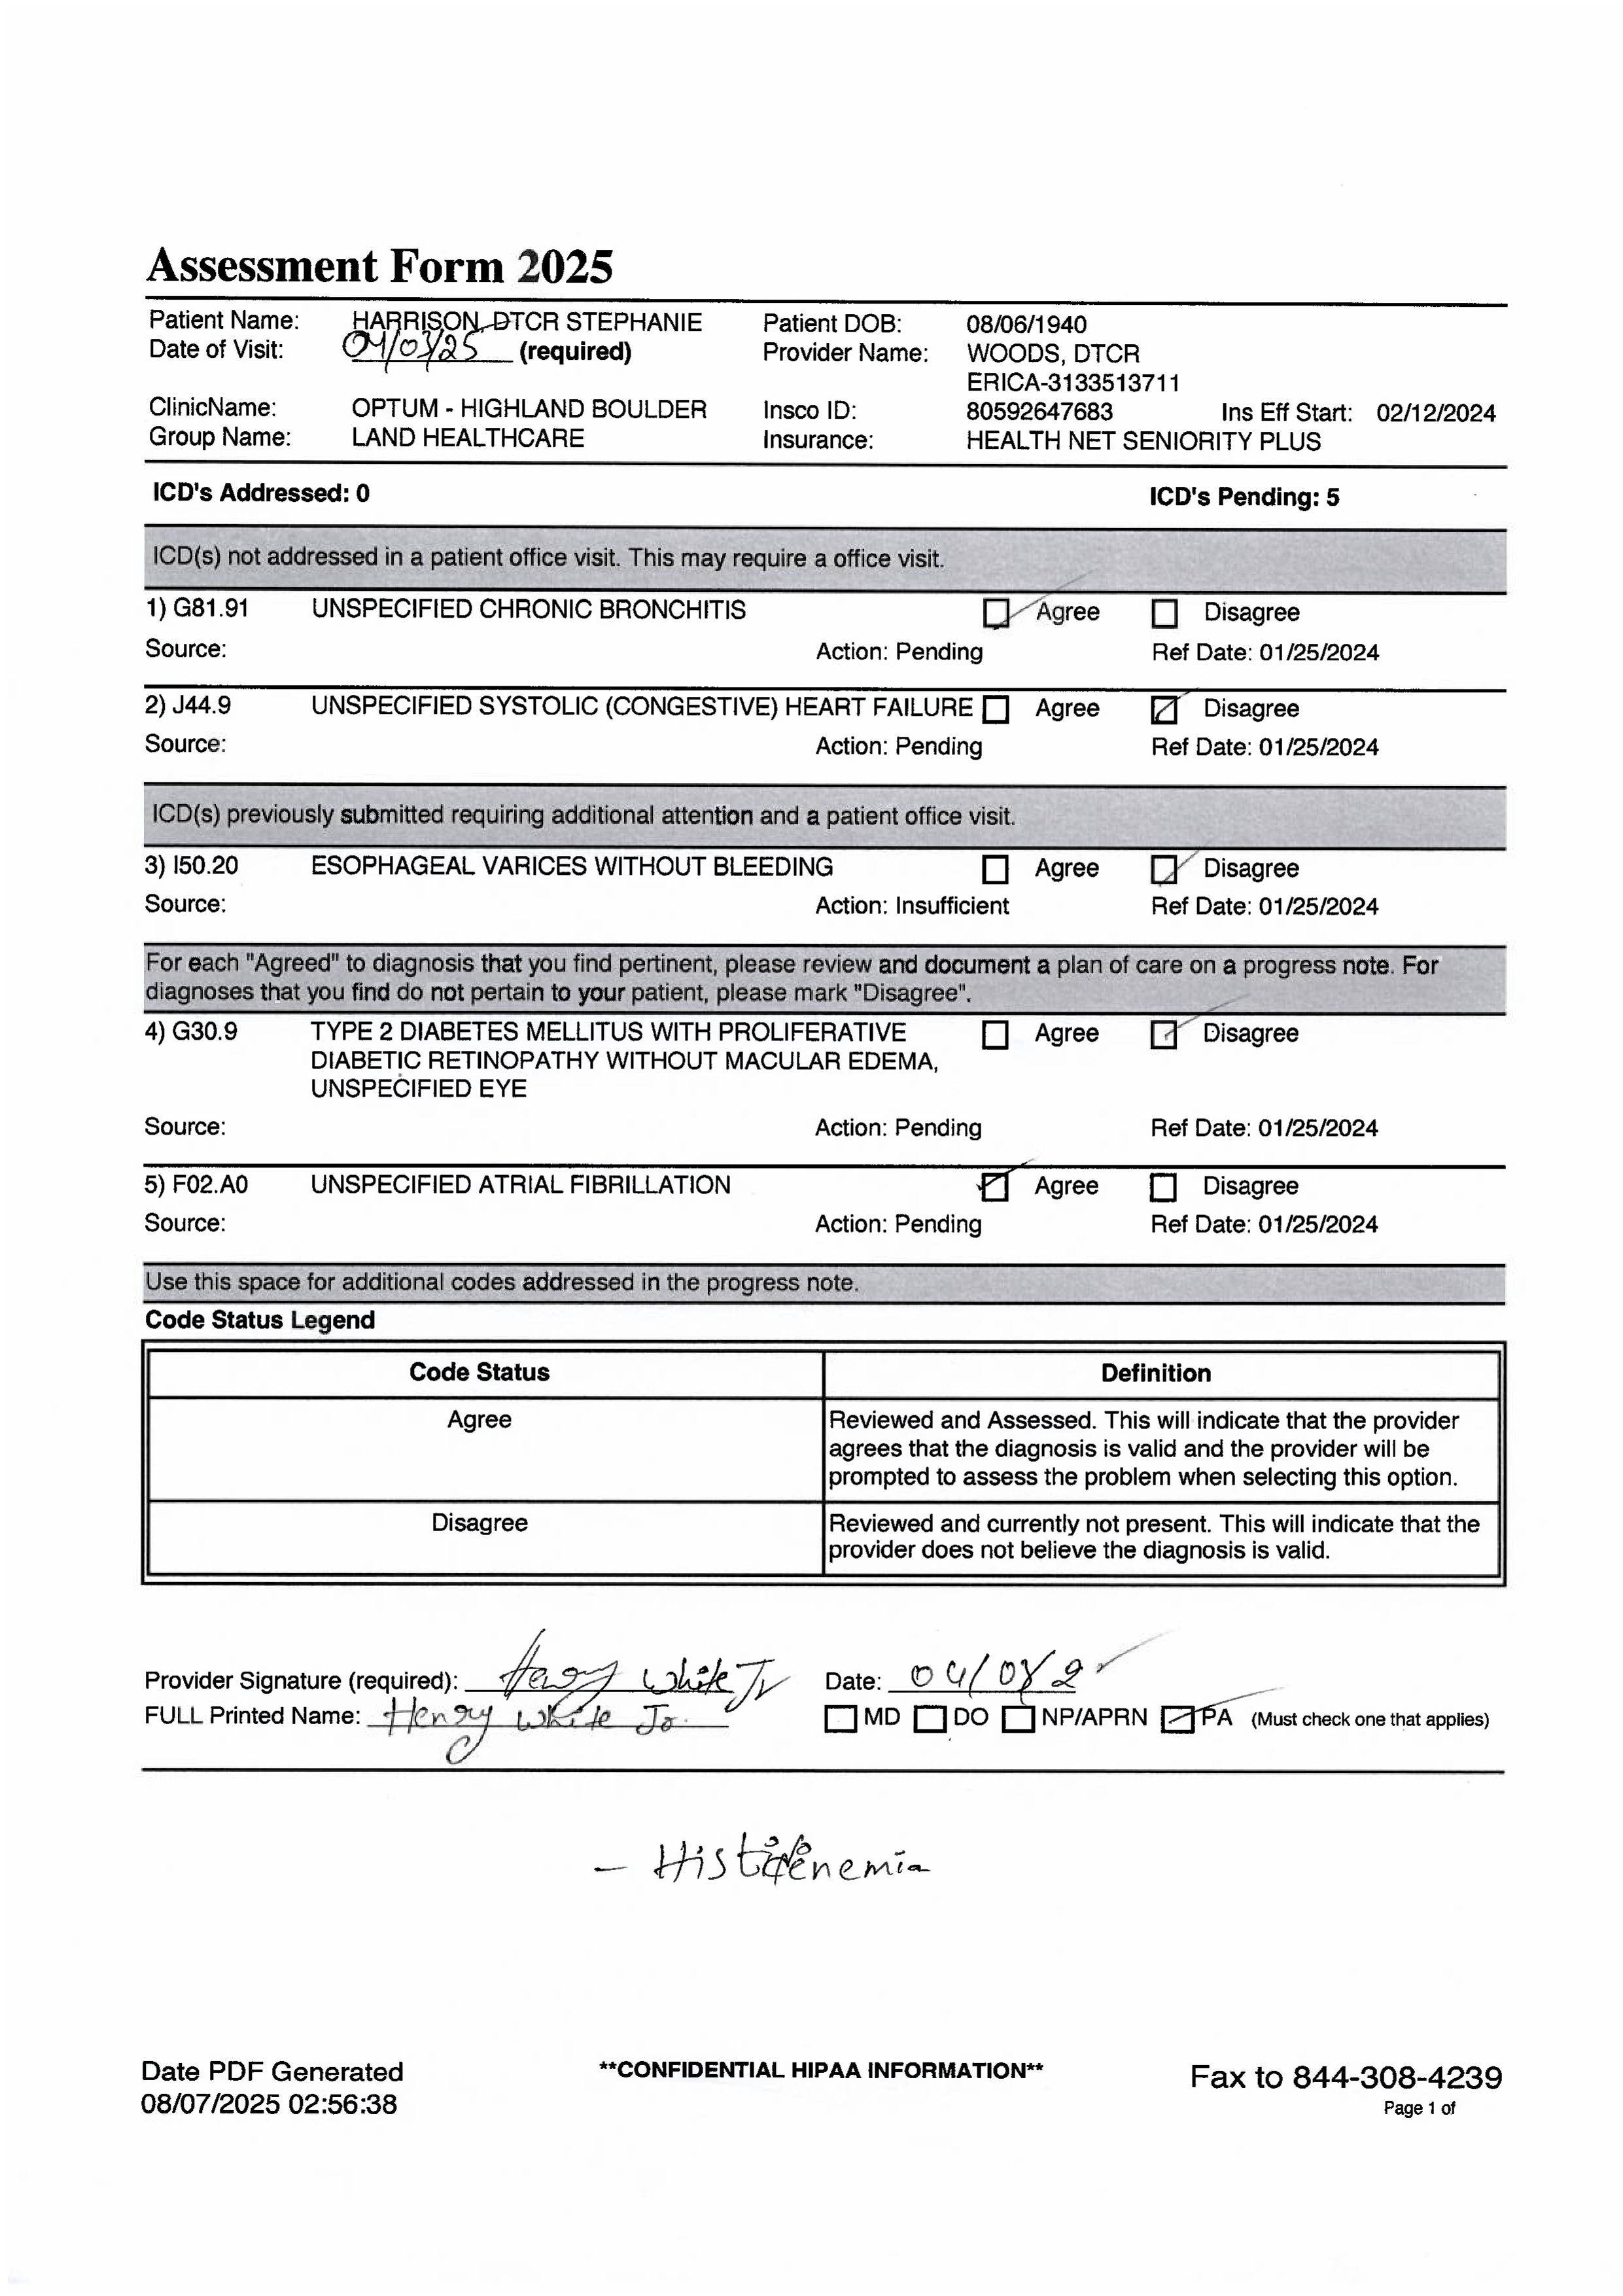 Assessment Form 2025
Patient Name: HARRISON, DTCR STEPHANIE Patient DOB: 08/06/1940
Date of Visit: 04/03/25 (required) Provider Name: WOODS, DTCR
ERICA-3133513711
ClinicName: OPTUM - HIGHLAND BOULDER Insco ID: 80592647683 Ins Eff Start: 02/12/2024
Group Name: LAND HEALTHCARE Insurance: HEALTH NET SENIORITY PLUS
ICD's Addressed: 0 ICD's Pending: 5
ICD(s) not addressed in a patient office visit. This may require a office visit.
1) G81.91 UNSPECIFIED CHRONIC BRONCHITIS Agree Disagree
Source: Action: Pending Ref Date: 01/25/2024
2) J44.9 UNSPECIFIED SYSTOLIC (CONGESTIVE) HEART FAILURE Agree Disagree
Source: Action: Pending Ref Date: 01/25/2024
ICD(s) previously submitted requiring additional attention and a patient office visit.
3) I50.20 ESOPHAGEAL VARICES WITHOUT BLEEDING Agree Disagree
Source: Action: Insufficient Ref Date: 01/25/2024
For each "Agreed" to diagnosis that you find pertinent, please review and document a plan of care on a progress note. For
diagnoses that you find do not pertain to your patient, please mark "Disagree".
4) G30.9 TYPE 2 DIABETES MELLITUS WITH PROLIFERATIVE Agree Disagree
DIABETIC RETINOPATHY WITHOUT MACULAR EDEMA,
UNSPECIFIED EYE
Source: Action: Pending Ref Date: 01/25/2024
5) F02.A0 UNSPECIFIED ATRIAL FIBRILLATION Agree Disagree
Source: Action: Pending Ref Date: 01/25/2024
Use this space for additional codes addressed in the progress note.
Code Status Legend
Code Status Definition
Agree Reviewed and Assessed. This will indicate that the provider
agrees that the diagnosis is valid and the provider will be
prompted to assess the problem when selecting this option.
Disagree Reviewed and currently not present. This will indicate that the
provider does not believe the diagnosis is valid.
Provider Signature (required): Henry White Jr Date:
FULL Printed Name: Henry White Jr. MD DO NP/APRN PA (Must check one that applies)
Date PDF Generated **CONFIDENTIAL HIPAA INFORMATION** Fax to 844-308-4239
08/07/2025 02:56:38 Page 1 of